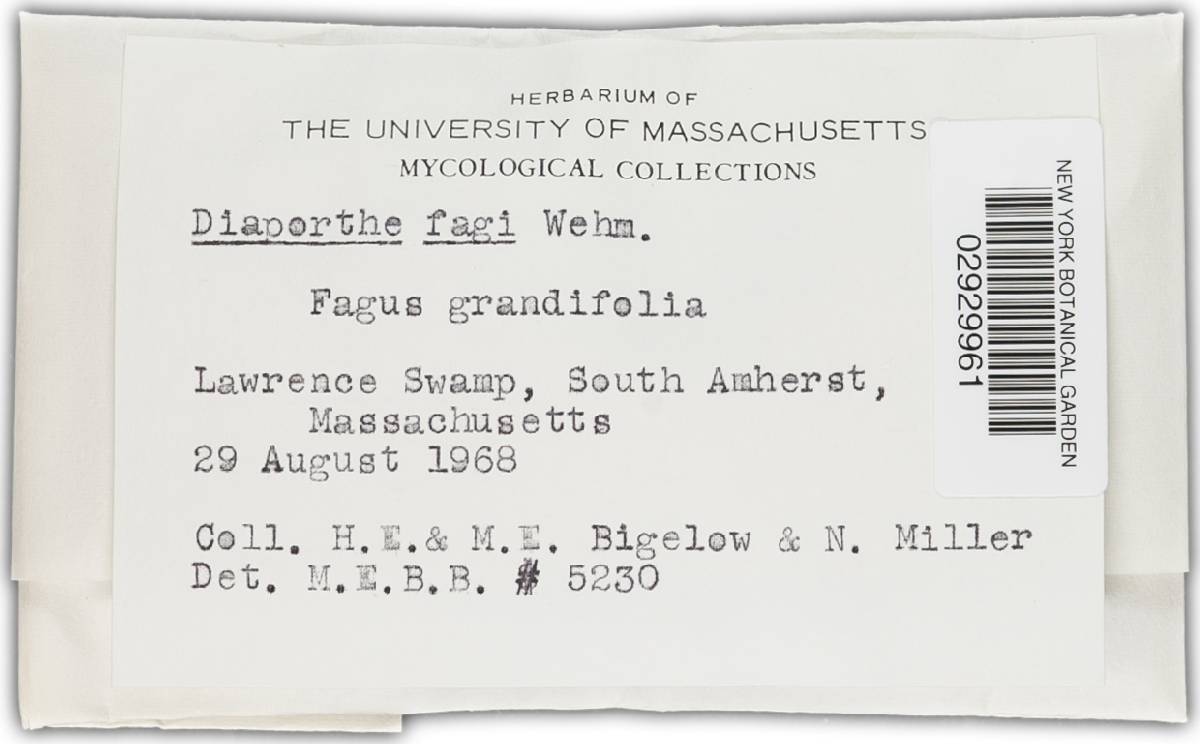 HERBARIUM OF
THE UNIVERSITY OF MASSACHUSETTS
MYCOLOGICAL COLLECTIONS
Diaporthe fagi Wehm.
Fagus grandifolia
Lawrence Swamp, South Amherst,
Massachusetts
29 August 1968
Coll. H.E.& M.E. Bigelow & N. Miller
Det. M.E.B.B. # 5230
NEW YORK BOTANICAL GARDEN
02929961